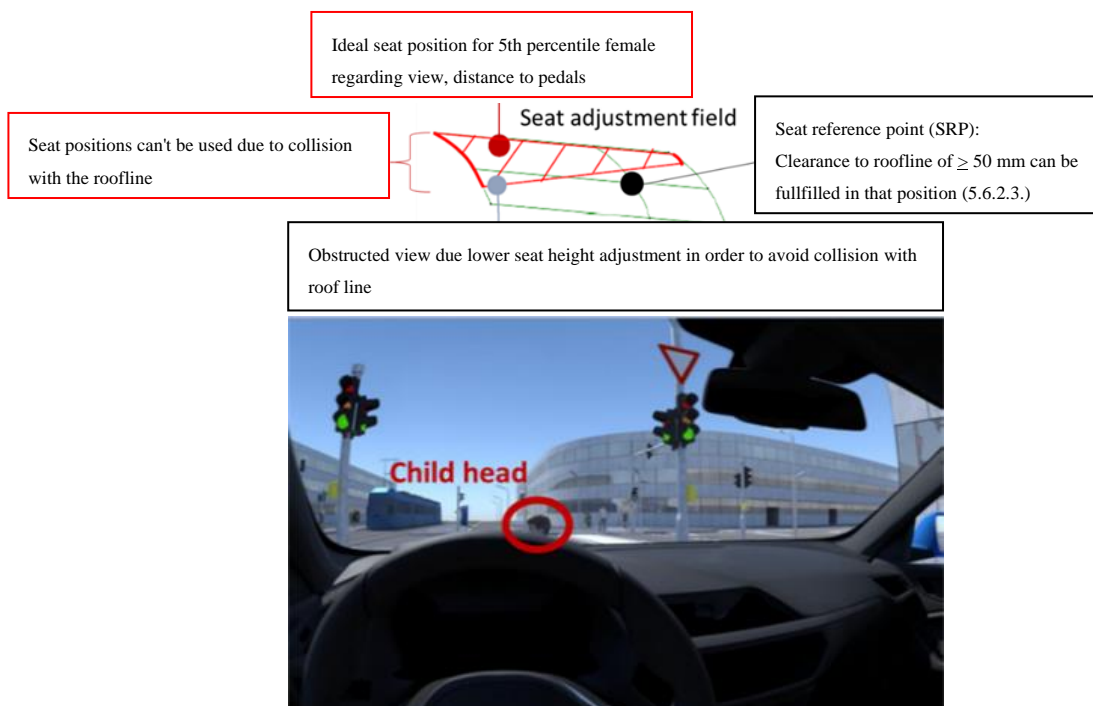 Ideal seat position for 5th percentile female
regarding view, distance to pedals
Seat adjustment field
Seat positions can't be used due to collision
with the roofline
Seat reference point (SRP):
Clearance to roofline of ≥ 50 mm can be
fullfilled in that position (5.6.2.3.)
Obstructed view due lower seat height adjustment in order to avoid collision with
roof line
Child head